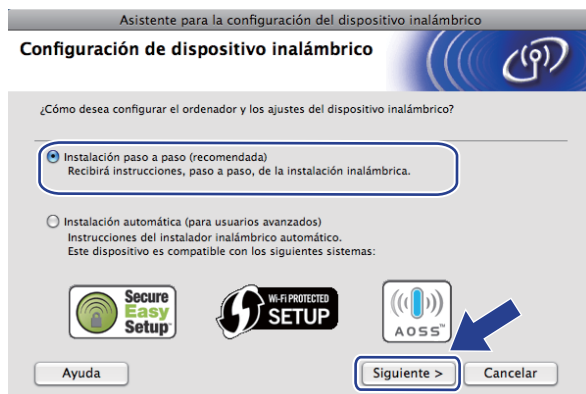 Asistente para la configuración del dispositivo inalámbrico
Configuración de dispositivo inalámbrico
¿Cómo desea configurar el ordenador y los ajustes del dispositivo inalámbrico?
Instalación paso a paso (recomendada)
Recibirá instrucciones, paso a paso, de la instalación inalámbrica.
Instalación automática (para usuarios avanzados)
Instrucciones del instalador inalámbrico automático.
Este dispositivo es compatible con los siguientes sistemas:
Secure
Easy
Setup™
Wi-Fi PROTECTED
SETUP
AOSS™
Ayuda
Siguiente >
Cancelar